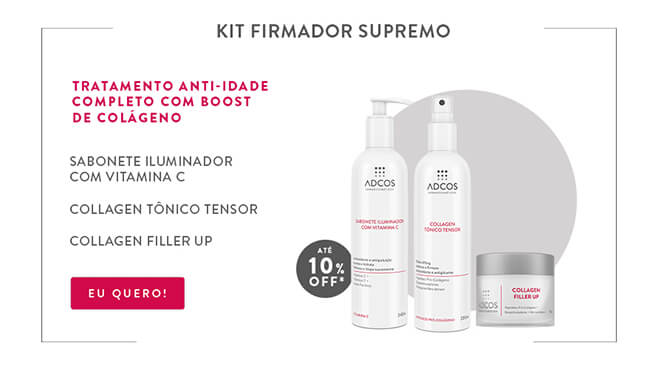 KIT FIRMADOR SUPREMO
TRATAMENTO ANTI-IDADE
COMPLETO COM BOOST
DE COLÁGENO
SABONETE ILUMINADOR
COM VITAMINA C
COLLAGEN TÔNICO TENSOR
COLLAGEN FILLER UP
EU QUERO!
ATÉ
10%
OFF*
ADCOS
SABONETE ILUMINADOR
COM VITAMINA C
VITAMINA C
ADCOS
COLLAGEN
TÔNICO TENSOR
ADCOS
COLLAGEN
FILLER UP